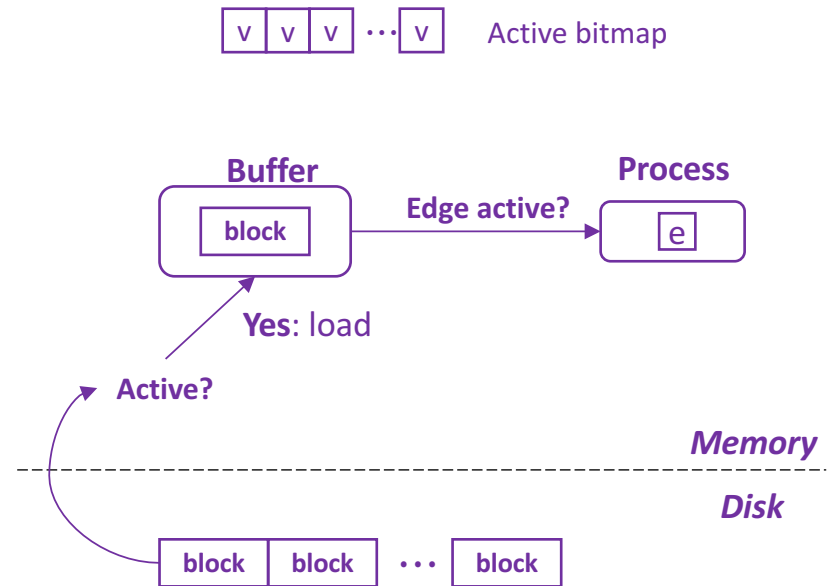 v v v ··· v Active bitmap
Buffer
Process
block
Edge active?
e
Yes: load
Active?
Memory
Disk
block block ··· block